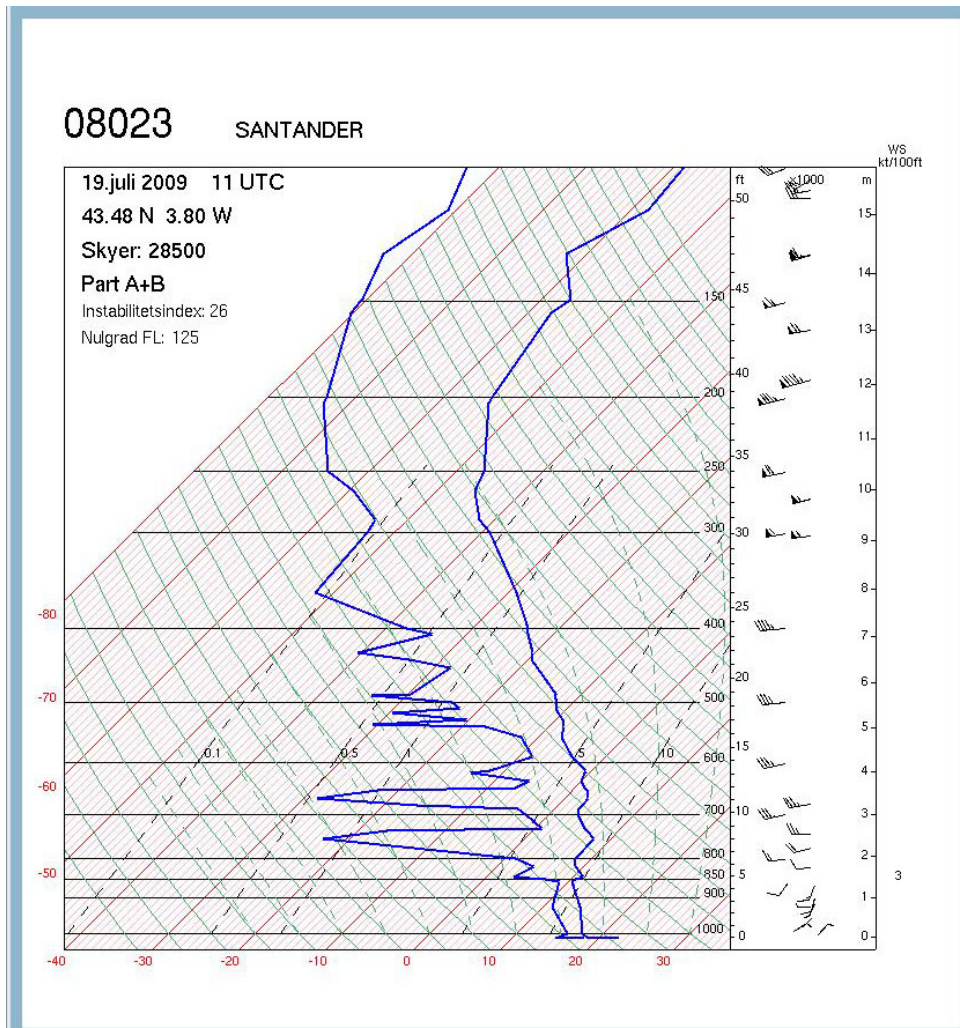 08023 SANTANDER
WS
kt/100ft
19.juli 2009 11 UTC
ft x1000 m
43.48 N 3.80 W
50
15
Skyer: 28500
Part A+B
14
Instabilitetsindex: 26
150 45
Nulgrad FL: 125
13
40
12
200
11
35
250
10
300 30
9
8
-80
25
400
7
20
6
-70
500
5
0.1 0.5 1 5 10
15
600
4
-60
700 10
3
800
2
-50
850 5
3
900
1
1000 0 0
-40 -30 -20 -10 0 10 20 30